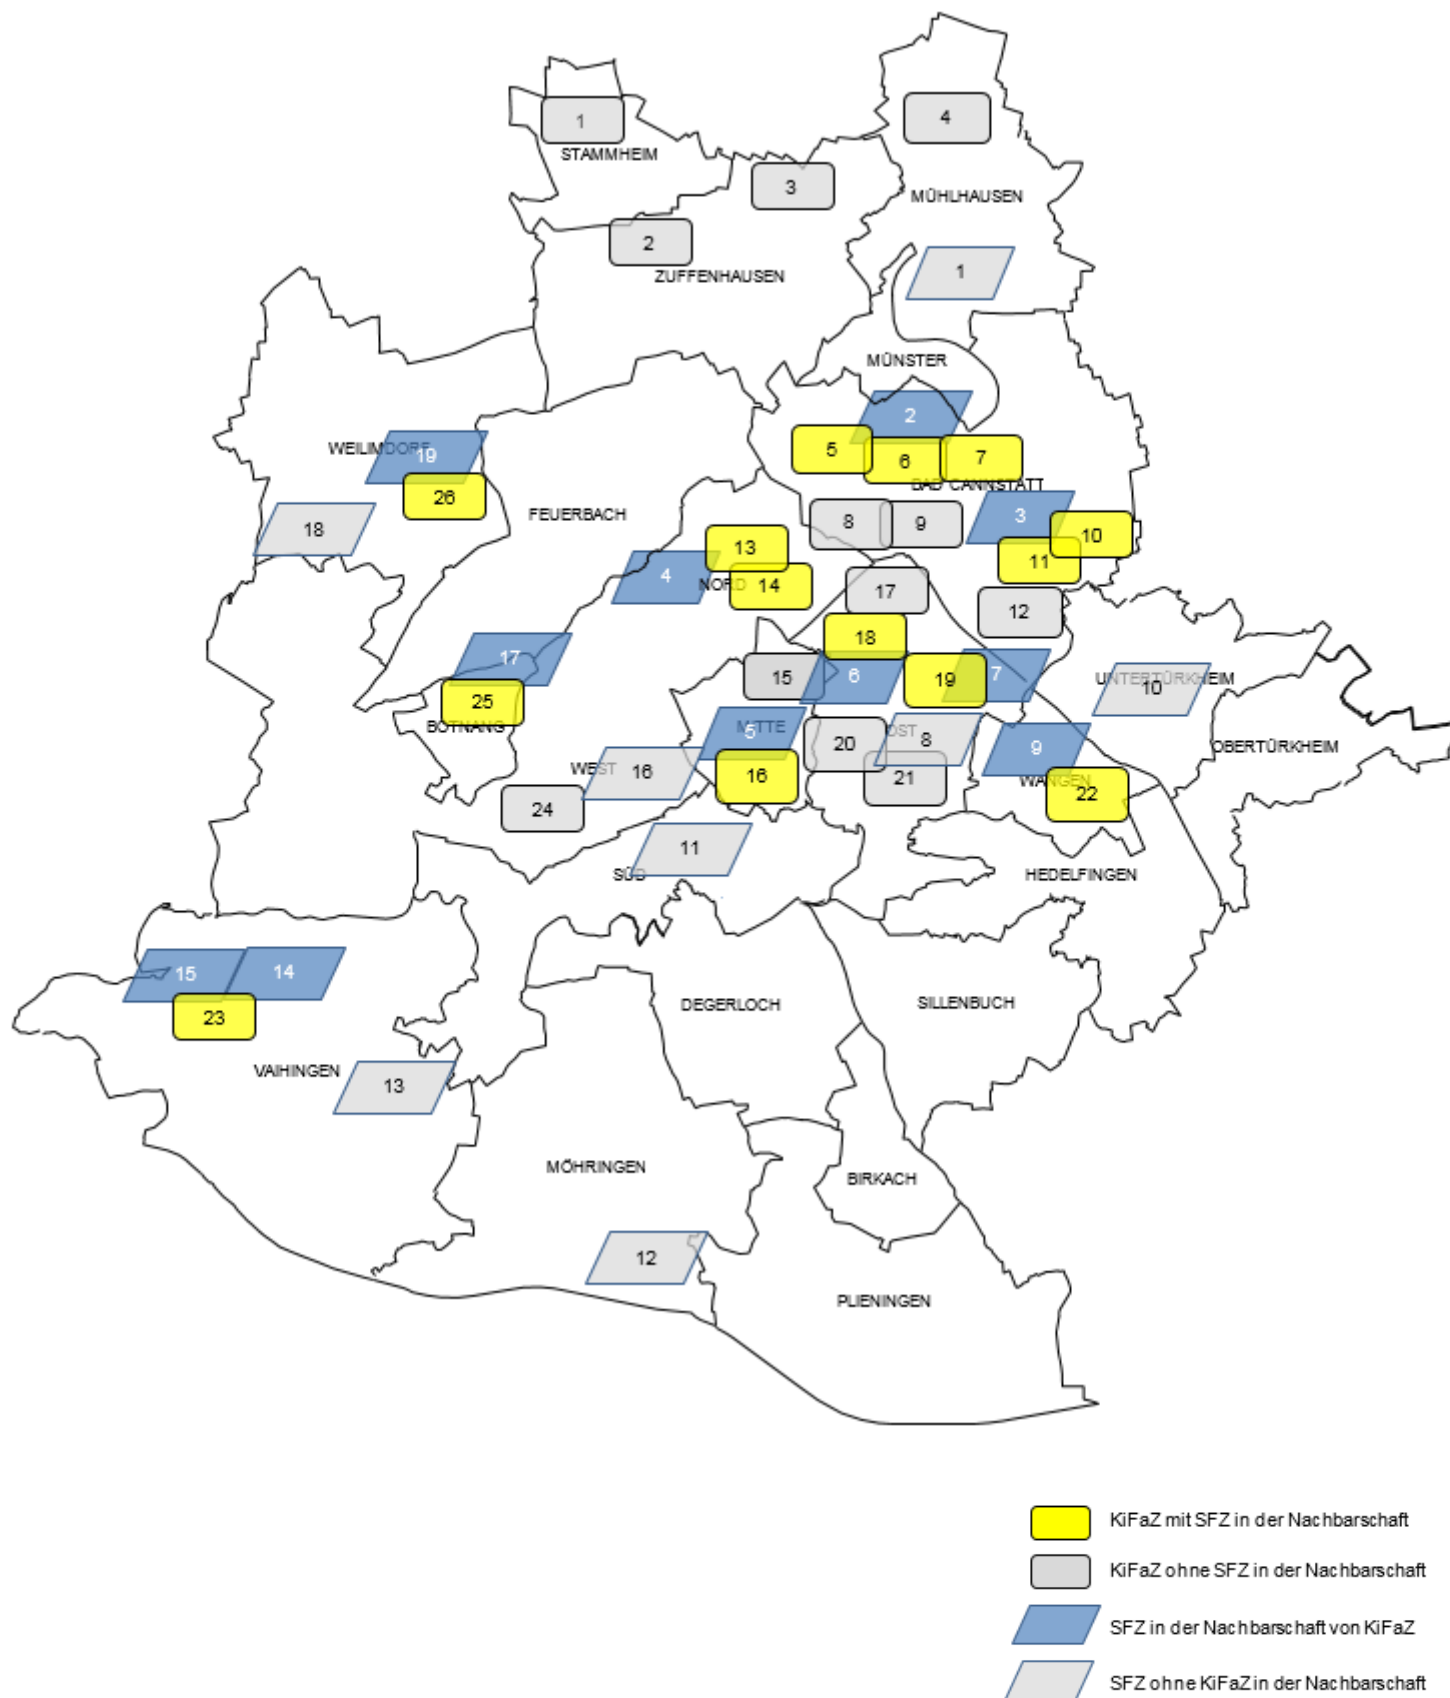 1
4
STAMMHEIM
3
MÜHLHAUSEN
2
ZUFFENHAUSEN
1
MÜNSTER
2
WEILIMDORF
19
5
6
7
BAD CANNSTATT
26
FEUERBACH
18
8
9
3
10
13
11
4
NORD
14
17
12
18
17
15
6
19
7
UNTERTÜRKHEIM
10
25
BOTNANG
MITTE
5
20
OST
8
9
OBERTÜRKHEIM
WEST
16
16
21
WANGEN
22
24
11
SÜD
HEDELFINGEN
15
14
DEGERLOCH
SILLENBUCH
23
VAIHINGEN
13
MÖHRINGEN
BIRKACH
12
PLIENINGEN
KiFaZ mit SFZ in der Nachbarschaft
KiFaZ ohne SFZ in der Nachbarschaft
SFZ in der Nachbarschaft von KiFaZ
SFZ ohne KiFaZ in der Nachbarschaft